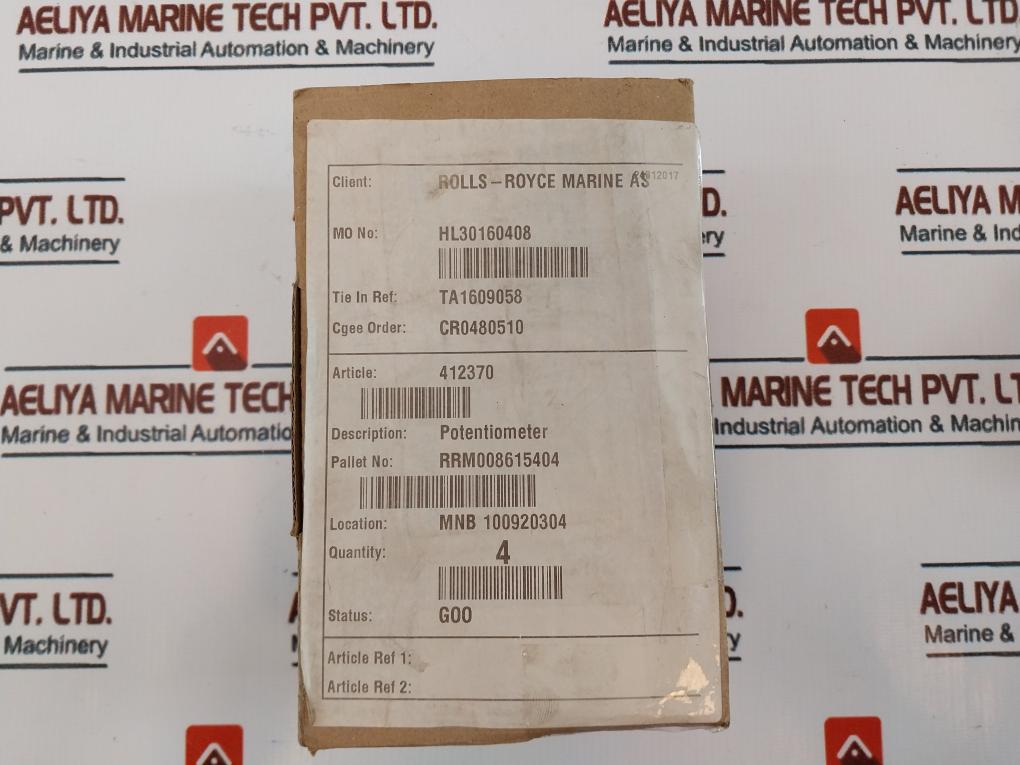 AELIYA MARINE TECH PVT. LTD.
Marine & Industrial Automation & Machinery
AELIYA MARINE TECH PVT. LTD.
Marine & Industrial Automation & Machinery
PVT. LTD.
& Machinery
AELIYA M
Marine & Ind
AELIYA MARINE TECH
Marine & Industrial Automatio
MARINE TECH PVT. LT
Industrial Automation & Machinery
VT. LTD.
Machinery
AELIYA
Marine &
Client: ROLLS-ROYCE MARINE AS
MO No: HL30160408
Tie In Ref: TA1609058
Cgee Order: CR0480510
Article: 412370
Description: Potentiometer
Pallet No: RRM008615404
Location: MNB 100920304
Quantity: 4
Status: GOO
Article Ref 1:
Article Ref 2: